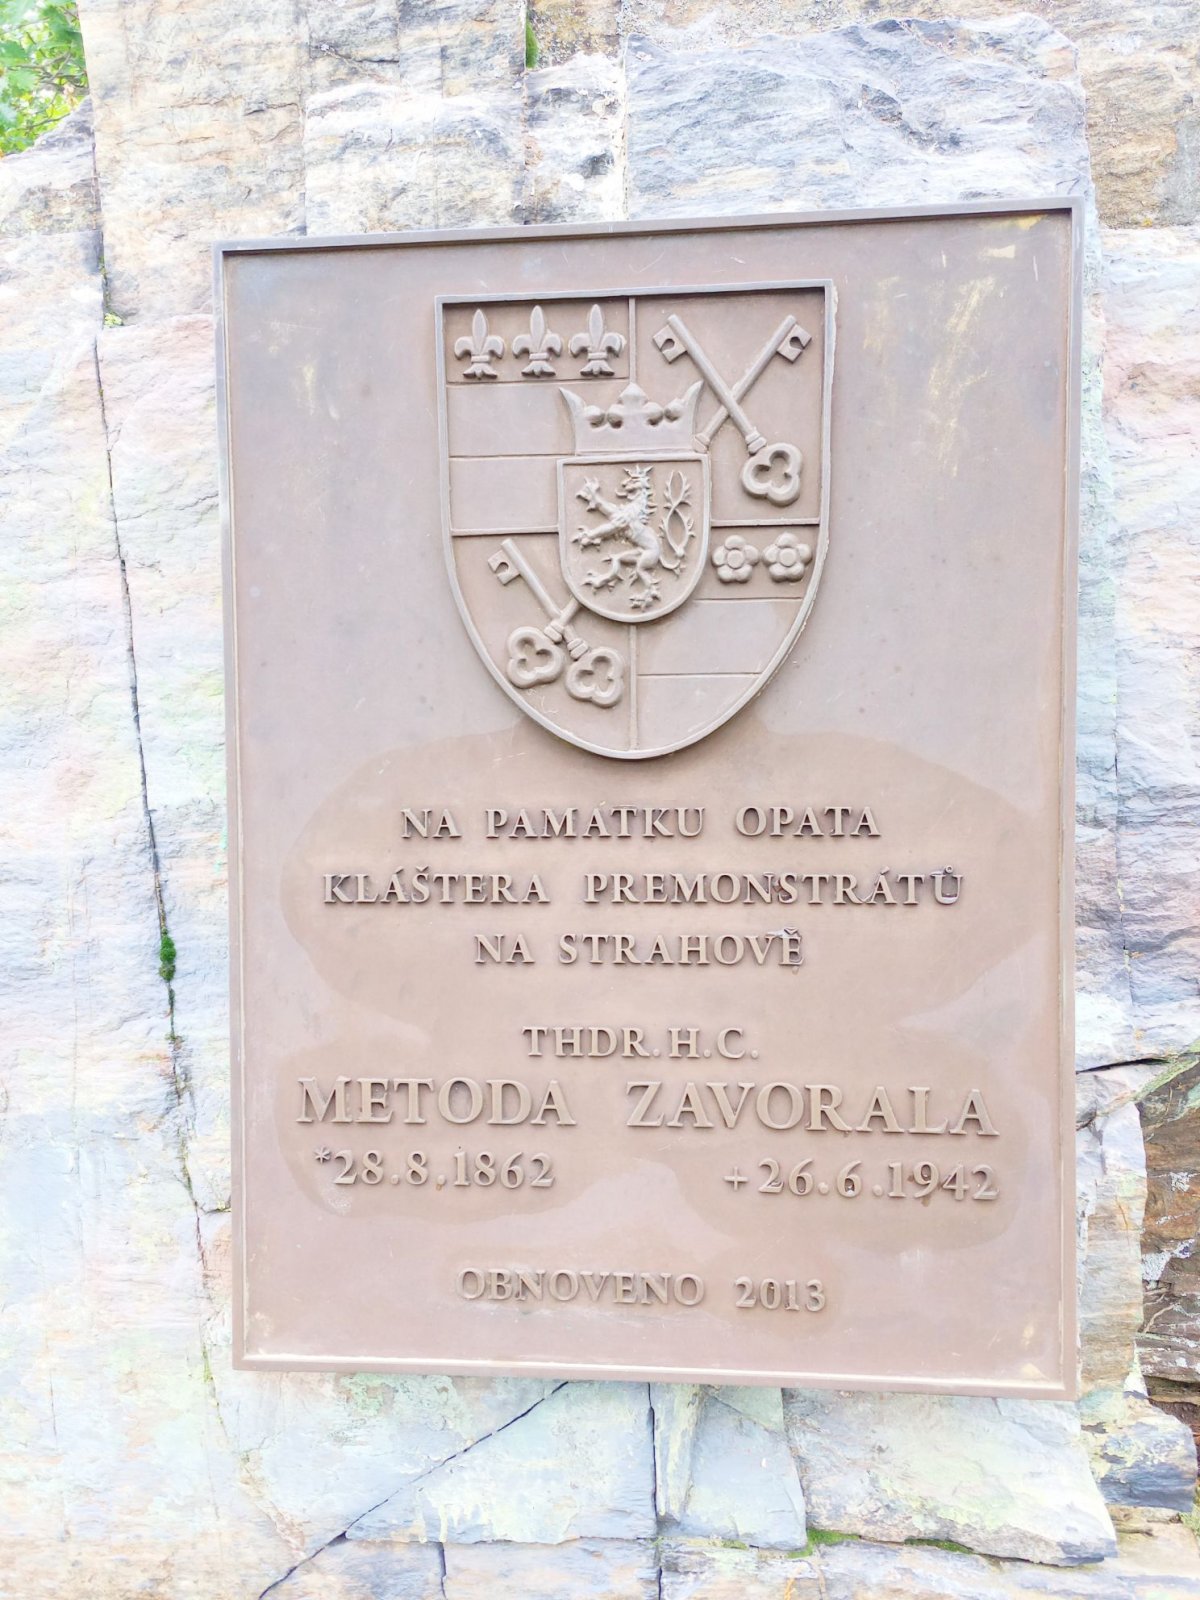 NA PAMÁTKU OPATA
KLÁŠTERA PREMONSTRÁTŮ
NA STRAHOVĚ
THDR.H.C.
METODA ZAVORALA
*28.8.1862 +26.6.1942
OBNOVENO 2013